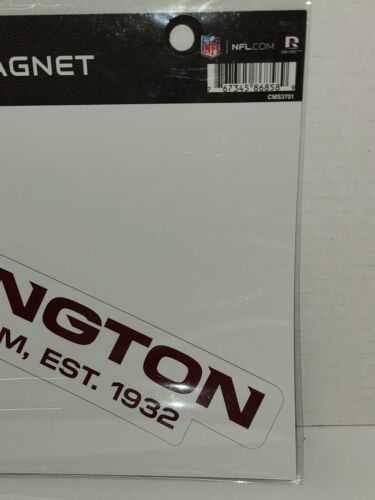 AGNET
NFL
NFL.COM
R
67345 86858
CMS3701
NGTON
M, EST. 1932